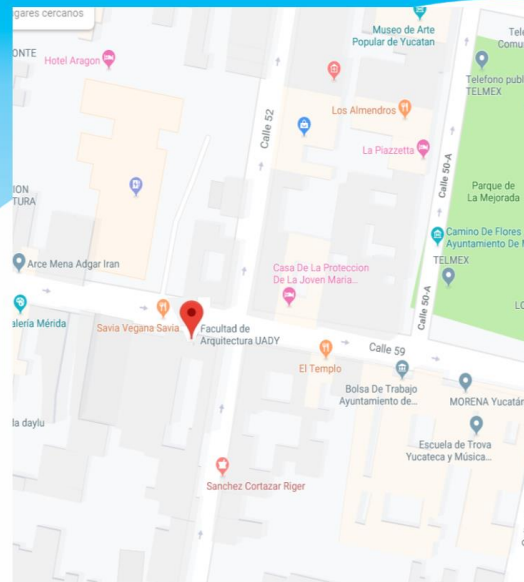 gares cercanos
Museo de Arte
Popular de Yucatan
Tele
Comu
ONTE
Hotel Aragon
Telefono publ
TELMEX
Los Almendros
Calle 52
La Piazzetta
Calle 50-A
Parque de
La Mejorada
ION
TURA
Camino De Flores
Ayuntamiento De M
Arce Mena Adgar Iran
TELMEX
Casa De La Proteccion
De La Joven Maria...
alería Mérida
Savia Vegana Savia
Facultad de
Arquitectura UADY
Calle 50-A
LO
Calle 59
El Templo
Bolsa De Trabajo
Ayuntamiento de...
MORENA Yucatán
la daylu
Escuela de Trova
Yucateca y Música...
Sanchez Cortazar Riger